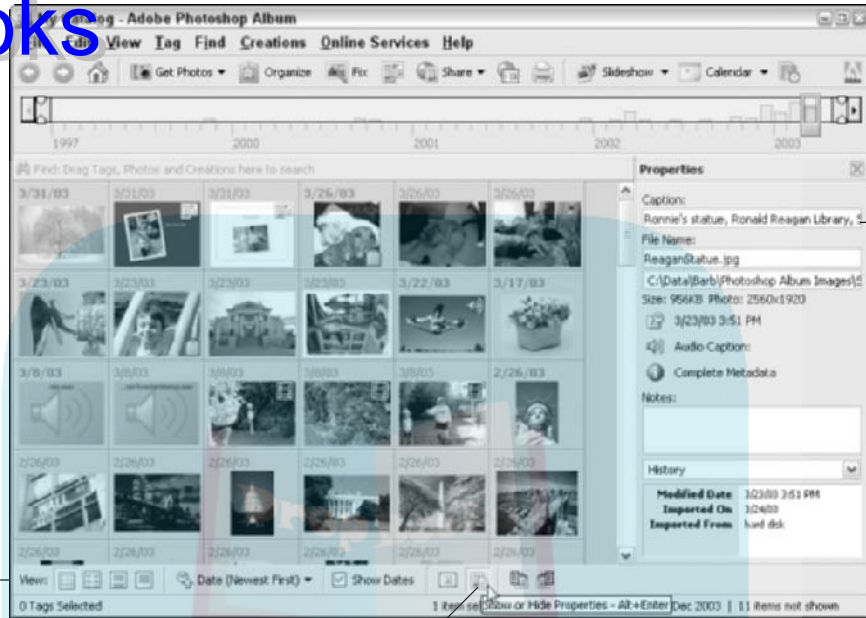 oks
My Catalog - Adobe Photoshop Album
Edit View Tag Find Creations Online Services Help
Get Photos Organize Fix Share Slideshow Calendar
1997 2000 2001 2002 2003
Find: Drag Tags, Photos and Creations here to search
Properties
3/31/03 3/31/03 3/31/03 3/26/03 3/26/03 3/26/03
Caption:
Ronnie's statue, Ronald Reagan Library, S
File Name:
ReaganStatue.jpg
3/23/03 3/23/03 3/23/03 3/23/03 3/22/03 3/17/03
C:\Data\Barb\Photoshop Album Images\S
Size: 956KB Photo: 2560x1920
3/23/03 3:51 PM
Audio Caption:
3/8/03 3/8/03 3/8/03 3/8/03 3/8/03 2/26/03
Complete Metadata
Notes:
2/26/03 2/26/03 2/26/03 2/26/03 2/26/03 2/26/03
History
Modified Date 3/23/03 3:51 PM
Imported On 3/24/03
Imported From hard disk
2/26/03 2/26/03 2/26/03 2/26/03 2/26/03 2/26/03
View: Date (Newest First) Show Dates
0 Tags Selected
1 item sel Show or Hide Properties - Alt+Enter Dec 2003 | 11 items not shown